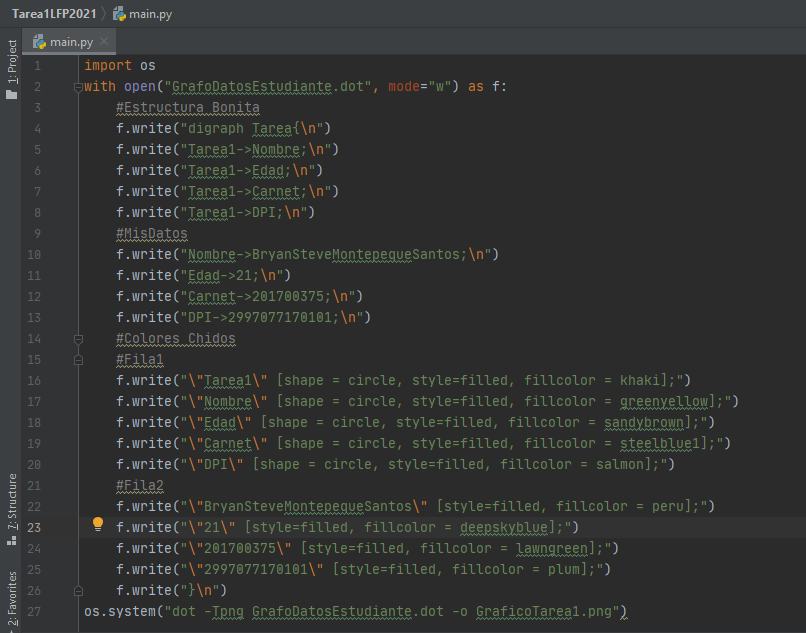 Tarea1LFP2021 main.py
main.py
1: Project
1 import os
2 with open("GrafoDatosEstudiante.dot", mode="w") as f:
3 #Estructura Bonita
4 f.write("digraph Tarea{\n")
5 f.write("Tarea1->Nombre;\n")
6 f.write("Tarea1->Edad;\n")
7 f.write("Tarea1->Carnet;\n")
8 f.write("Tarea1->DPI;\n")
9 #MisDatos
10 f.write("Nombre->BryanSteveMontepequeSantos;\n")
11 f.write("Edad->21;\n")
12 f.write("Carnet->201700375;\n")
13 f.write("DPI->2997077170101;\n")
14 #Colores Chidos
15 #Fila1
16 f.write("\"Tarea1\" [shape = circle, style=filled, fillcolor = khaki];")
17 f.write("\"Nombre\" [shape = circle, style=filled, fillcolor = greenyellow];")
18 f.write("\"Edad\" [shape = circle, style=filled, fillcolor = sandybrown];")
19 f.write("\"Carnet\" [shape = circle, style=filled, fillcolor = steelblue1];")
20 f.write("\"DPI\" [shape = circle, style=filled, fillcolor = salmon];")
21 #Fila2
22 f.write("\"BryanSteveMontepequeSantos\" [style=filled, fillcolor = peru];")
23 f.write("\"21\" [style=filled, fillcolor = deepskyblue];")
24 f.write("\"201700375\" [style=filled, fillcolor = lawngreen];")
25 f.write("\"2997077170101\" [style=filled, fillcolor = plum];")
26 f.write("}\n")
27 os.system("dot -Tpng GrafoDatosEstudiante.dot -o GraficoTarea1.png")
7: Structure
2: Favorites